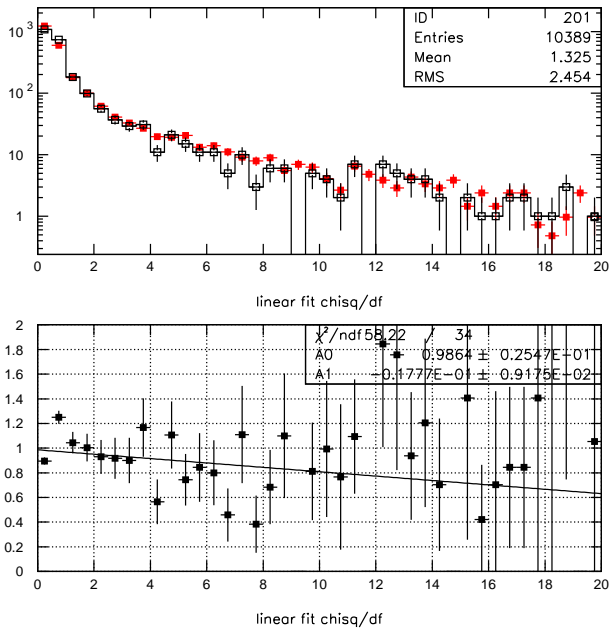 ID 201
Entries 10389
Mean 1.325
RMS 2.454
10³
10²
10
1
0 2 4 6 8 10 12 14 16 18 20
linear fit chisq/df
χ²/ndf 58.22 / 34
A0 0.9864 ± 0.2547E-01
A1 -0.1777E-01 ± 0.9175E-02
2
1.8
1.6
1.4
1.2
1
0.8
0.6
0.4
0.2
0
0 2 4 6 8 10 12 14 16 18 20
linear fit chisq/df